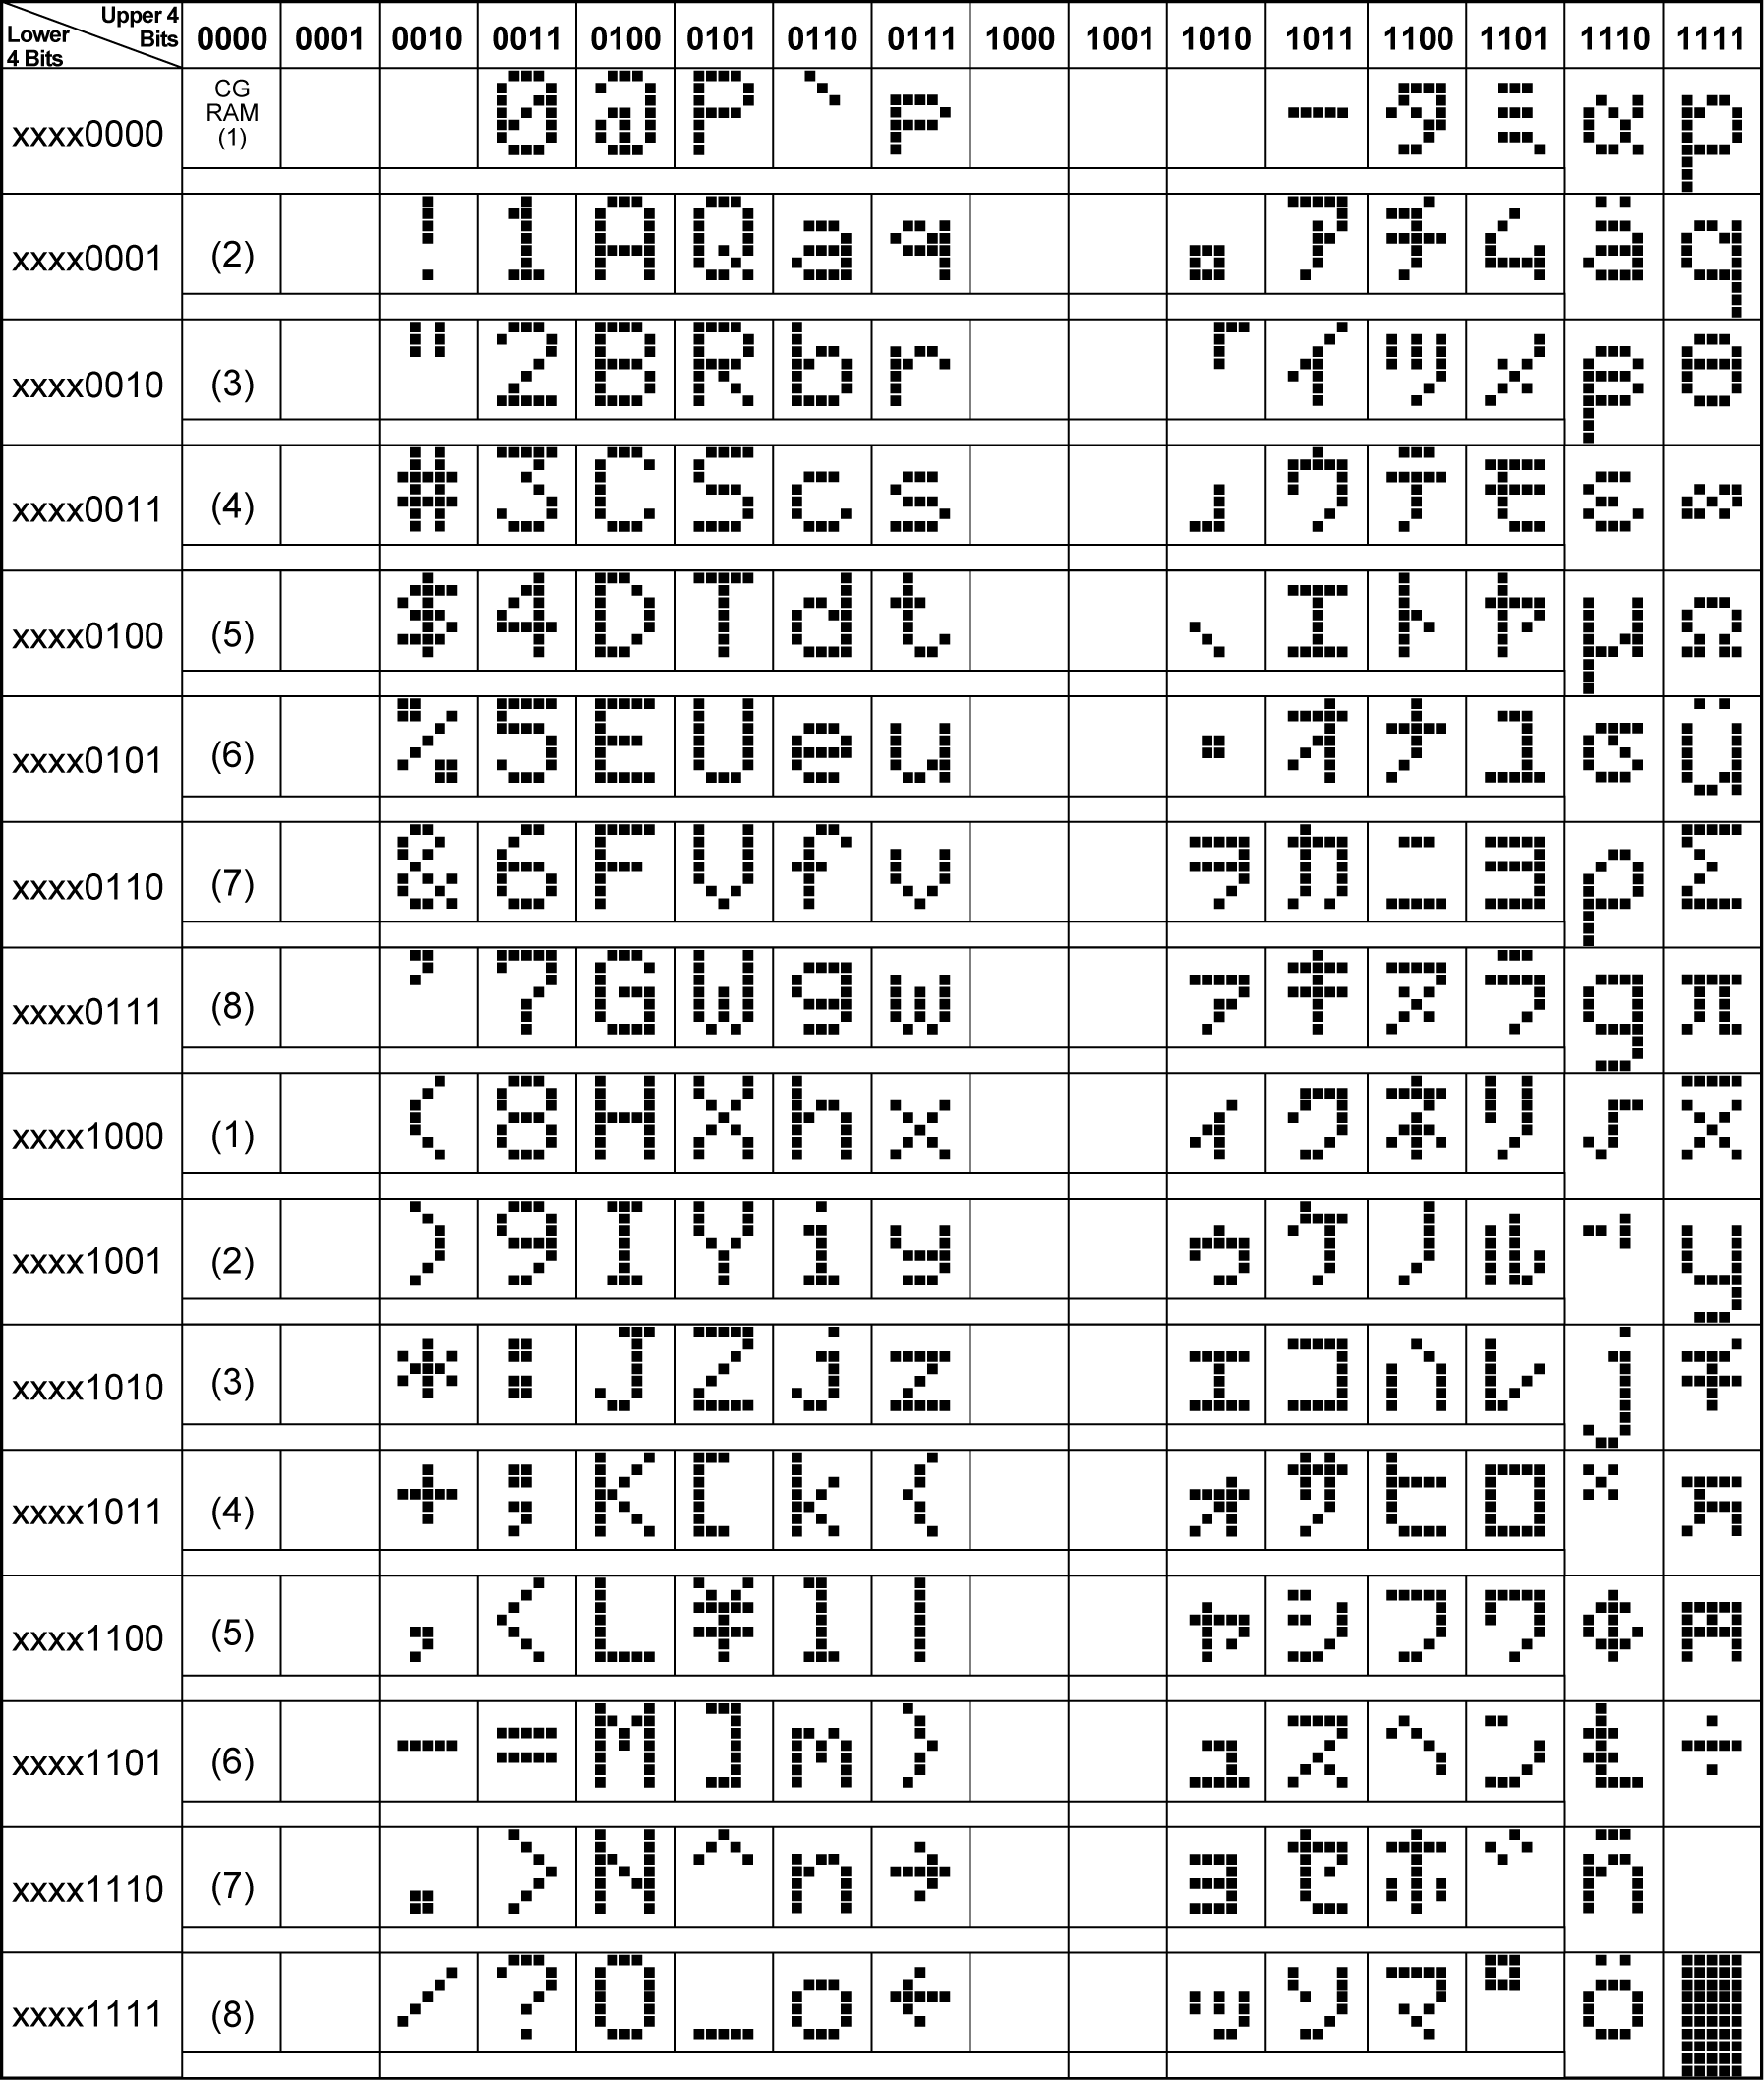 Upper 4 Bits
Lower 4 Bits
0000 0001 0010 0011 0100 0101 0110 0111 1000 1001 1010 1011 1100 1101 1110 1111
xxxx0000 CG RAM (1) 0 @ P ` p ー タ ミ α p
xxxx0001 (2) ! 1 A Q a q 。 ア チ ム ä q
xxxx0010 (3) " 2 B R b r 「 イ ツ メ β θ
xxxx0011 (4) # 3 C S c s 」 ウ テ モ ε ∞
xxxx0100 (5) $ 4 D T d t 、 エ ト ヤ μ Ω
xxxx0101 (6) % 5 E U e u ・ オ ナ ユ σ ü
xxxx0110 (7) & 6 F V f v ヲ カ ニ ヨ ρ Σ
xxxx0111 (8) ' 7 G W g w ァ キ ヌ ラ g π
xxxx1000 (1) ( 8 H X h x ィ ク ネ リ √ x̄
xxxx1001 (2) ) 9 I Y i y ゥ ケ ノ ル ⁻¹ y
xxxx1010 (3) * : J Z j z ェ コ ハ レ j 千
xxxx1011 (4) + ; K [ k { ォ サ ヒ ロ ˣ 万
xxxx1100 (5) , < L ¥ l | ャ シ フ ワ ¢ 円
xxxx1101 (6) - = M ] m } ュ ス ヘ ン Ł ÷
xxxx1110 (7) . > N ^ n → ョ セ ホ ゛ ñ
xxxx1111 (8) / ? O _ o ← ッ ソ マ ゜ ö █